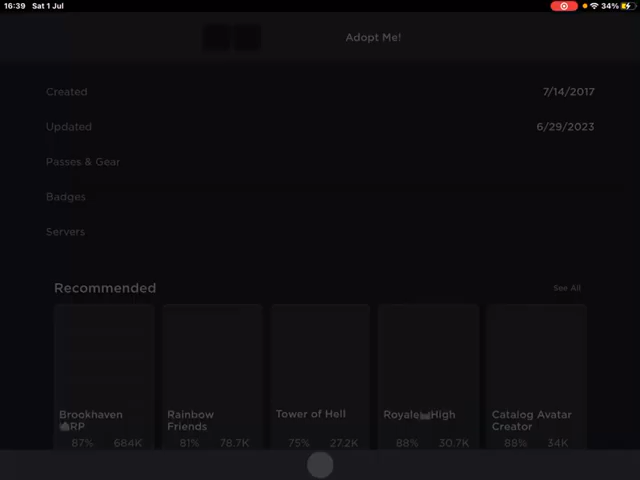 16:39 Sat 1 Jul 34%
Adopt Me!
Created 7/14/2017
Updated 6/29/2023
Passes & Gear
Badges
Servers
Recommended See All
Brookhaven Rainbow Tower of Hell Royale High Catalog Avatar
RP Friends Creator
87% 684K 81% 78.7K 75% 27.2K 88% 30.7K 88% 34K